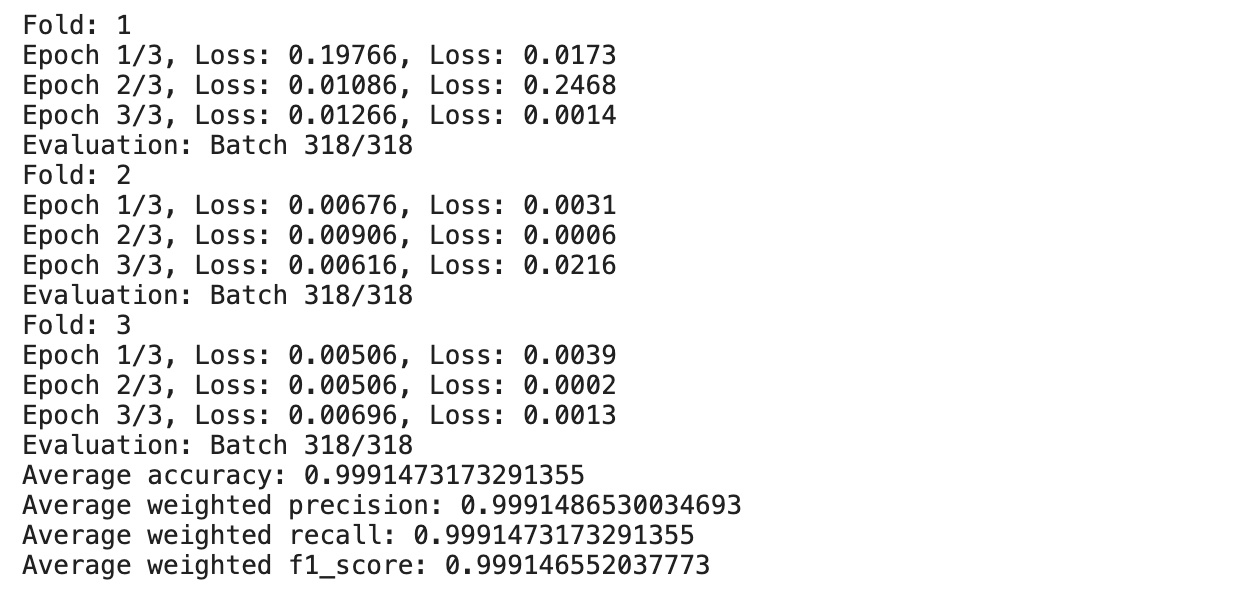 Fold: 1
Epoch 1/3, Loss: 0.19766, Loss: 0.0173
Epoch 2/3, Loss: 0.01086, Loss: 0.2468
Epoch 3/3, Loss: 0.01266, Loss: 0.0014
Evaluation: Batch 318/318
Fold: 2
Epoch 1/3, Loss: 0.00676, Loss: 0.0031
Epoch 2/3, Loss: 0.00906, Loss: 0.0006
Epoch 3/3, Loss: 0.00616, Loss: 0.0216
Evaluation: Batch 318/318
Fold: 3
Epoch 1/3, Loss: 0.00506, Loss: 0.0039
Epoch 2/3, Loss: 0.00506, Loss: 0.0002
Epoch 3/3, Loss: 0.00696, Loss: 0.0013
Evaluation: Batch 318/318
Average accuracy: 0.9991473173291355
Average weighted precision: 0.9991486530034693
Average weighted recall: 0.9991473173291355
Average weighted f1_score: 0.999146552037773